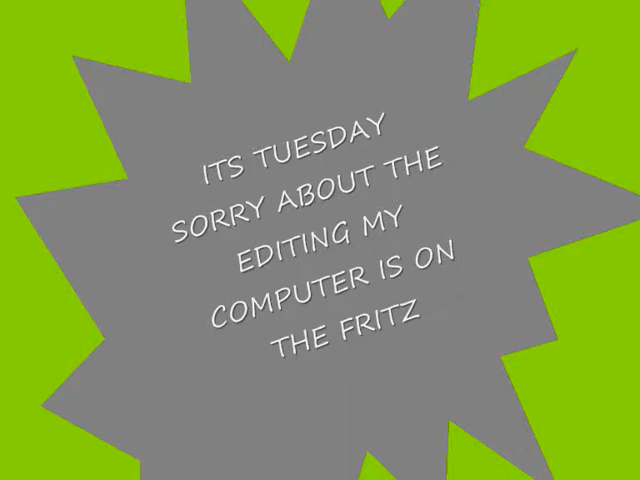 ITS TUESDAY
SORRY ABOUT THE
EDITING MY
COMPUTER IS ON
THE FRITZ